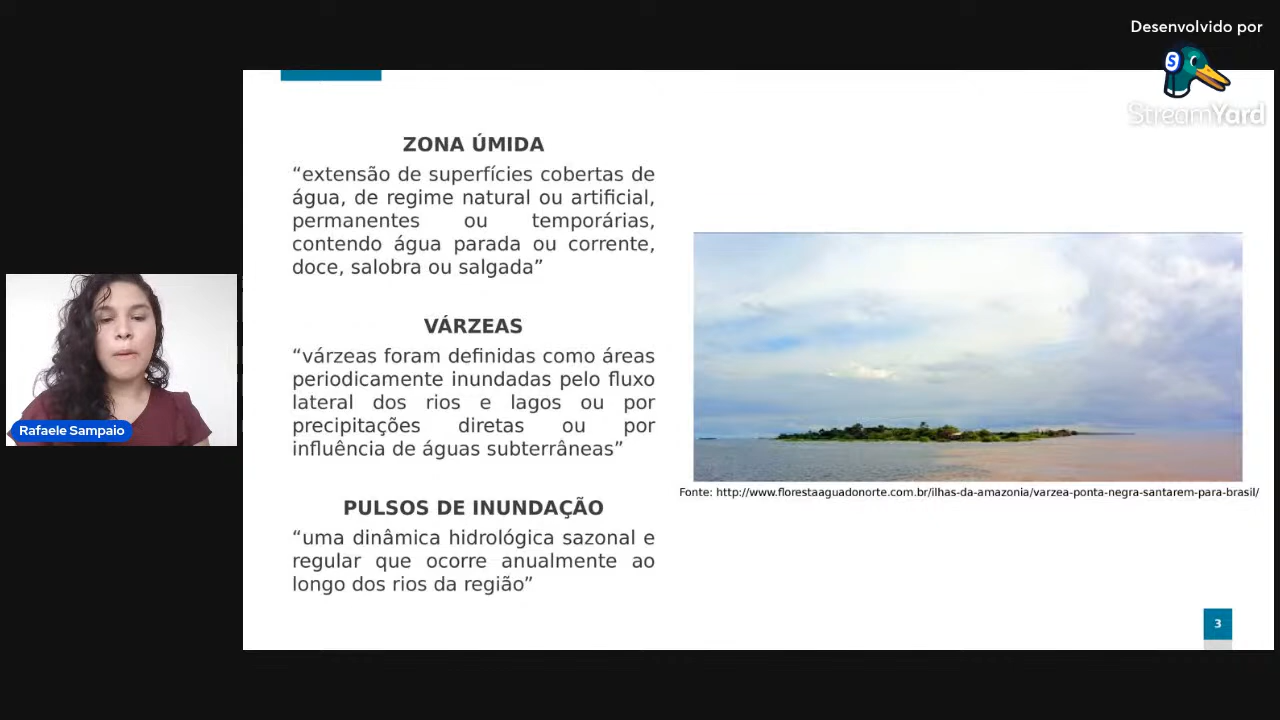 Desenvolvido por
S
StreamYard
ZONA ÚMIDA
“extensão de superfícies cobertas de
água, de regime natural ou artificial,
permanentes ou temporárias,
contendo água parada ou corrente,
doce, salobra ou salgada”
VÁRZEAS
“várzeas foram definidas como áreas
periodicamente inundadas pelo fluxo
lateral dos rios e lagos ou por
precipitações diretas ou por
influência de águas subterrâneas”
PULSOS DE INUNDAÇÃO
“uma dinâmica hidrológica sazonal e
regular que ocorre anualmente ao
longo dos rios da região”
Fonte: http://www.florestaaguadonorte.com.br/ilhas-da-amazonia/varzea-ponta-negra-santarem-para-brasil/
Rafaele Sampaio
3